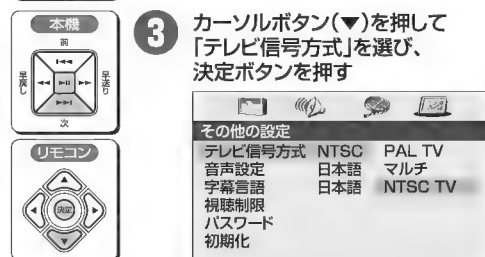 本機
前
早戻し
早送り
次
リモコン
決定
3 カーソルボタン(▼)を押して
「テレビ信号方式」を選び、
決定ボタンを押す
その他の設定
テレビ信号方式 NTSC PAL TV
音声設定 日本語 マルチ
字幕言語 日本語 NTSC TV
視聴制限
パスワード
初期化